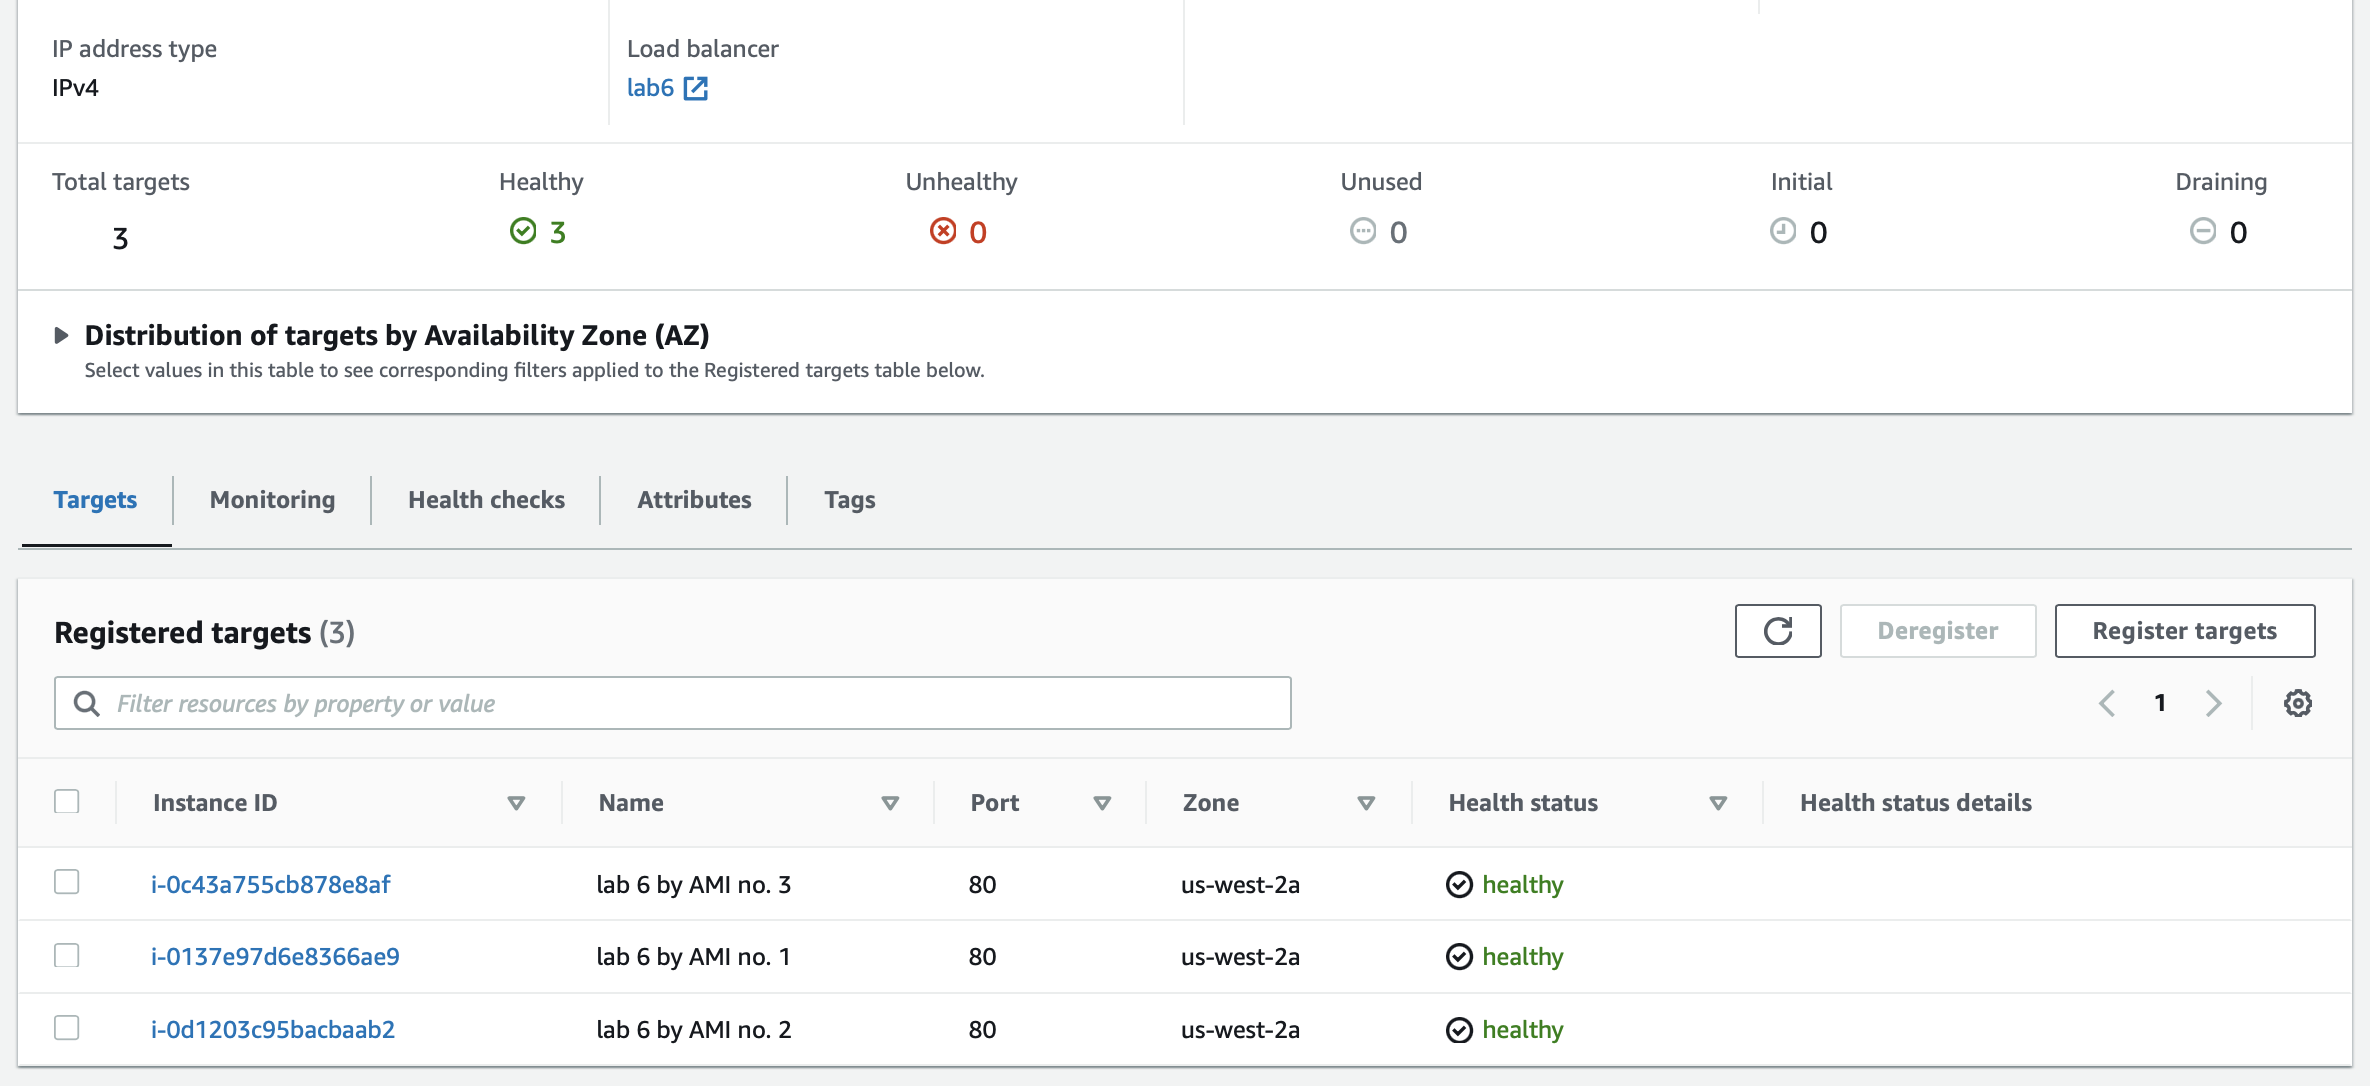 IP address type
IPv4
Load balancer
lab6
Total targets
3
Healthy
3
Unhealthy
0
Unused
0
Initial
0
Draining
0
Distribution of targets by Availability Zone (AZ)
Select values in this table to see corresponding filters applied to the Registered targets table below.
Targets Monitoring Health checks Attributes Tags
Registered targets (3)
Deregister
Register targets
Filter resources by property or value
1
Instance ID Name Port Zone Health status Health status details
i-0c43a755cb878e8af lab 6 by AMI no. 3 80 us-west-2a healthy
i-0137e97d6e8366ae9 lab 6 by AMI no. 1 80 us-west-2a healthy
i-0d1203c95bacbaab2 lab 6 by AMI no. 2 80 us-west-2a healthy